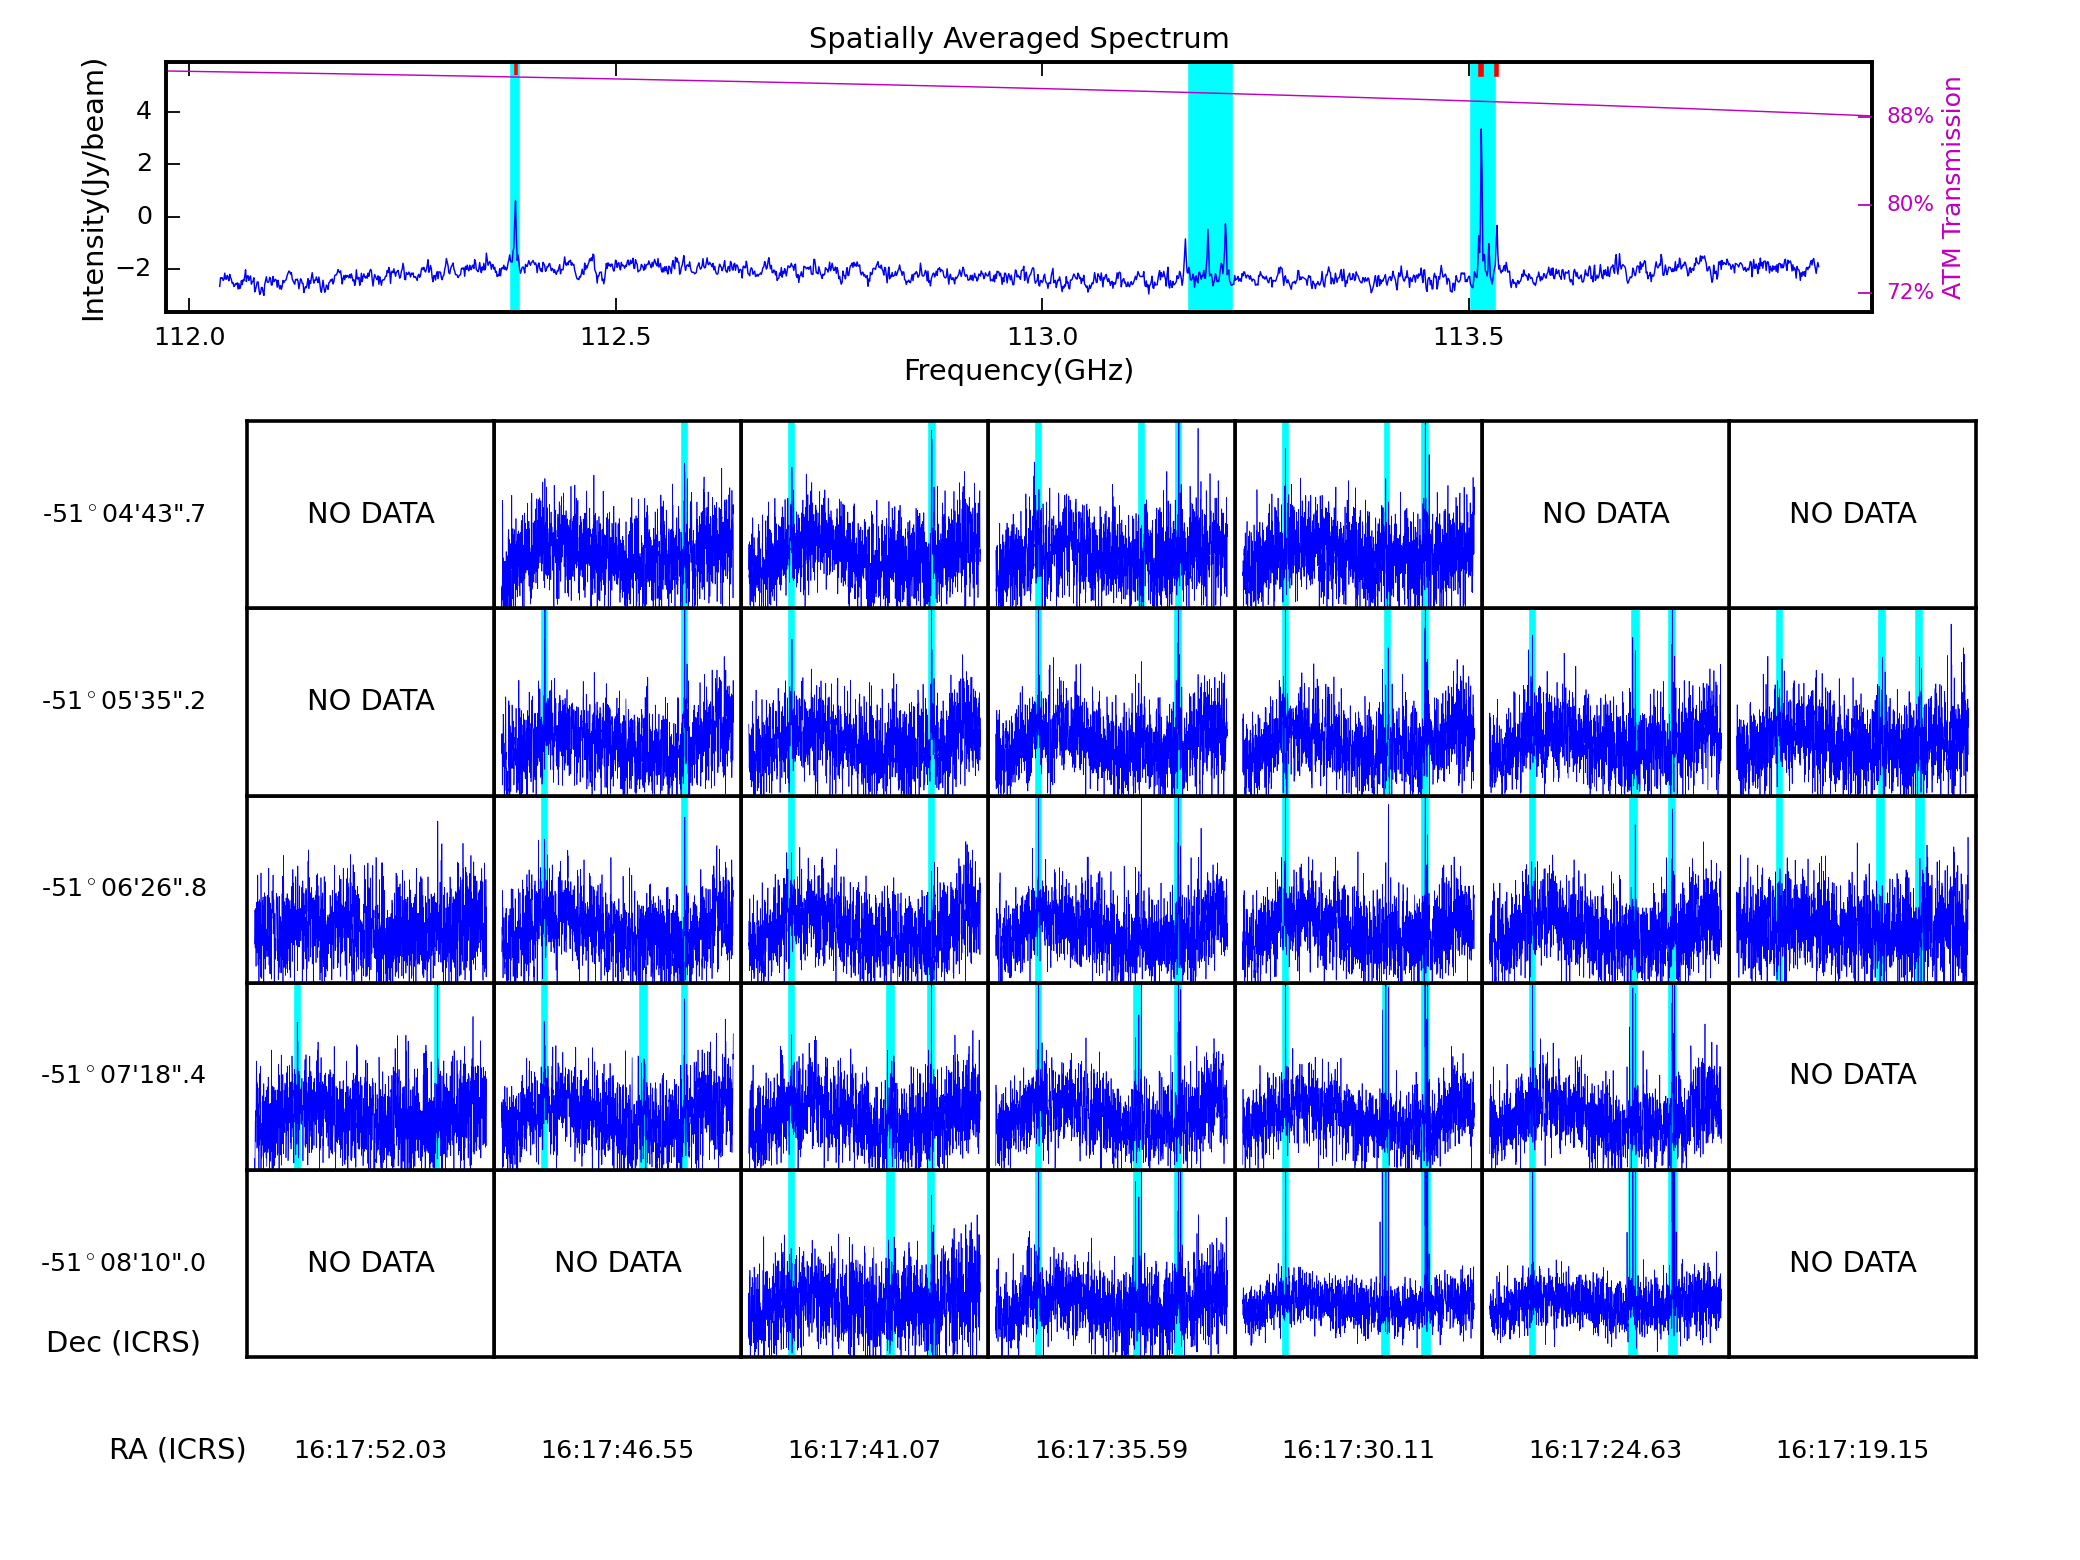 Spatially Averaged Spectrum
Intensity(Jy/beam)
4
2
0
−2
88%
80%
72%
ATM Transmission
112.0 112.5 113.0 113.5
Frequency(GHz)
-51°04'43".7 NO DATA NO DATA NO DATA
-51°05'35".2 NO DATA
-51°06'26".8
-51°07'18".4 NO DATA
-51°08'10".0 NO DATA NO DATA NO DATA
Dec (ICRS)
RA (ICRS) 16:17:52.03 16:17:46.55 16:17:41.07 16:17:35.59 16:17:30.11 16:17:24.63 16:17:19.15